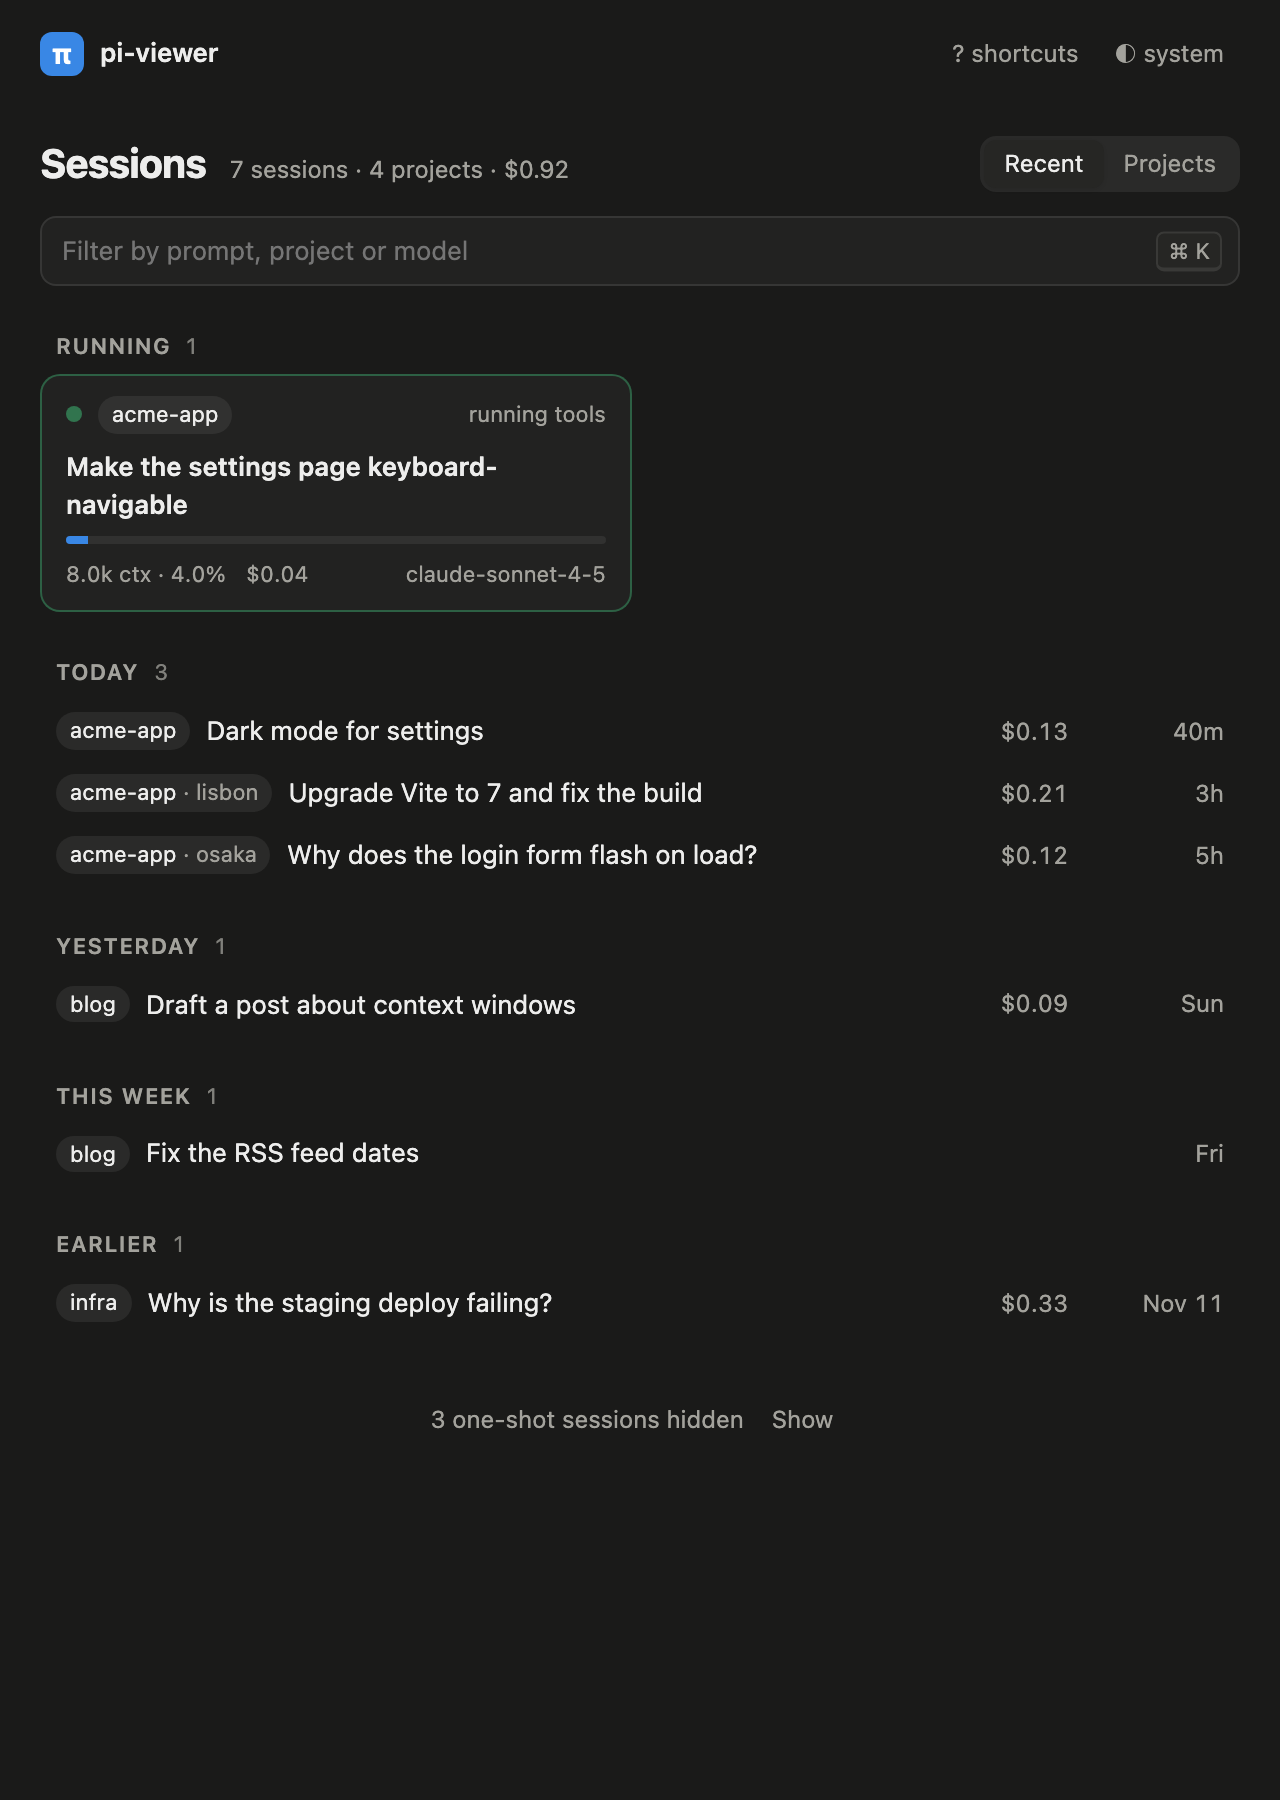 π pi-viewer ? shortcuts system
Sessions 7 sessions · 4 projects · $0.92 Recent Projects
Filter by prompt, project or model ⌘ K
RUNNING 1
acme-app running tools
Make the settings page keyboard-
navigable
8.0k ctx · 4.0% $0.04 claude-sonnet-4-5
TODAY 3
acme-app Dark mode for settings $0.13 40m
acme-app · lisbon Upgrade Vite to 7 and fix the build $0.21 3h
acme-app · osaka Why does the login form flash on load? $0.12 5h
YESTERDAY 1
blog Draft a post about context windows $0.09 Sun
THIS WEEK 1
blog Fix the RSS feed dates Fri
EARLIER 1
infra Why is the staging deploy failing? $0.33 Nov 11
3 one-shot sessions hidden Show